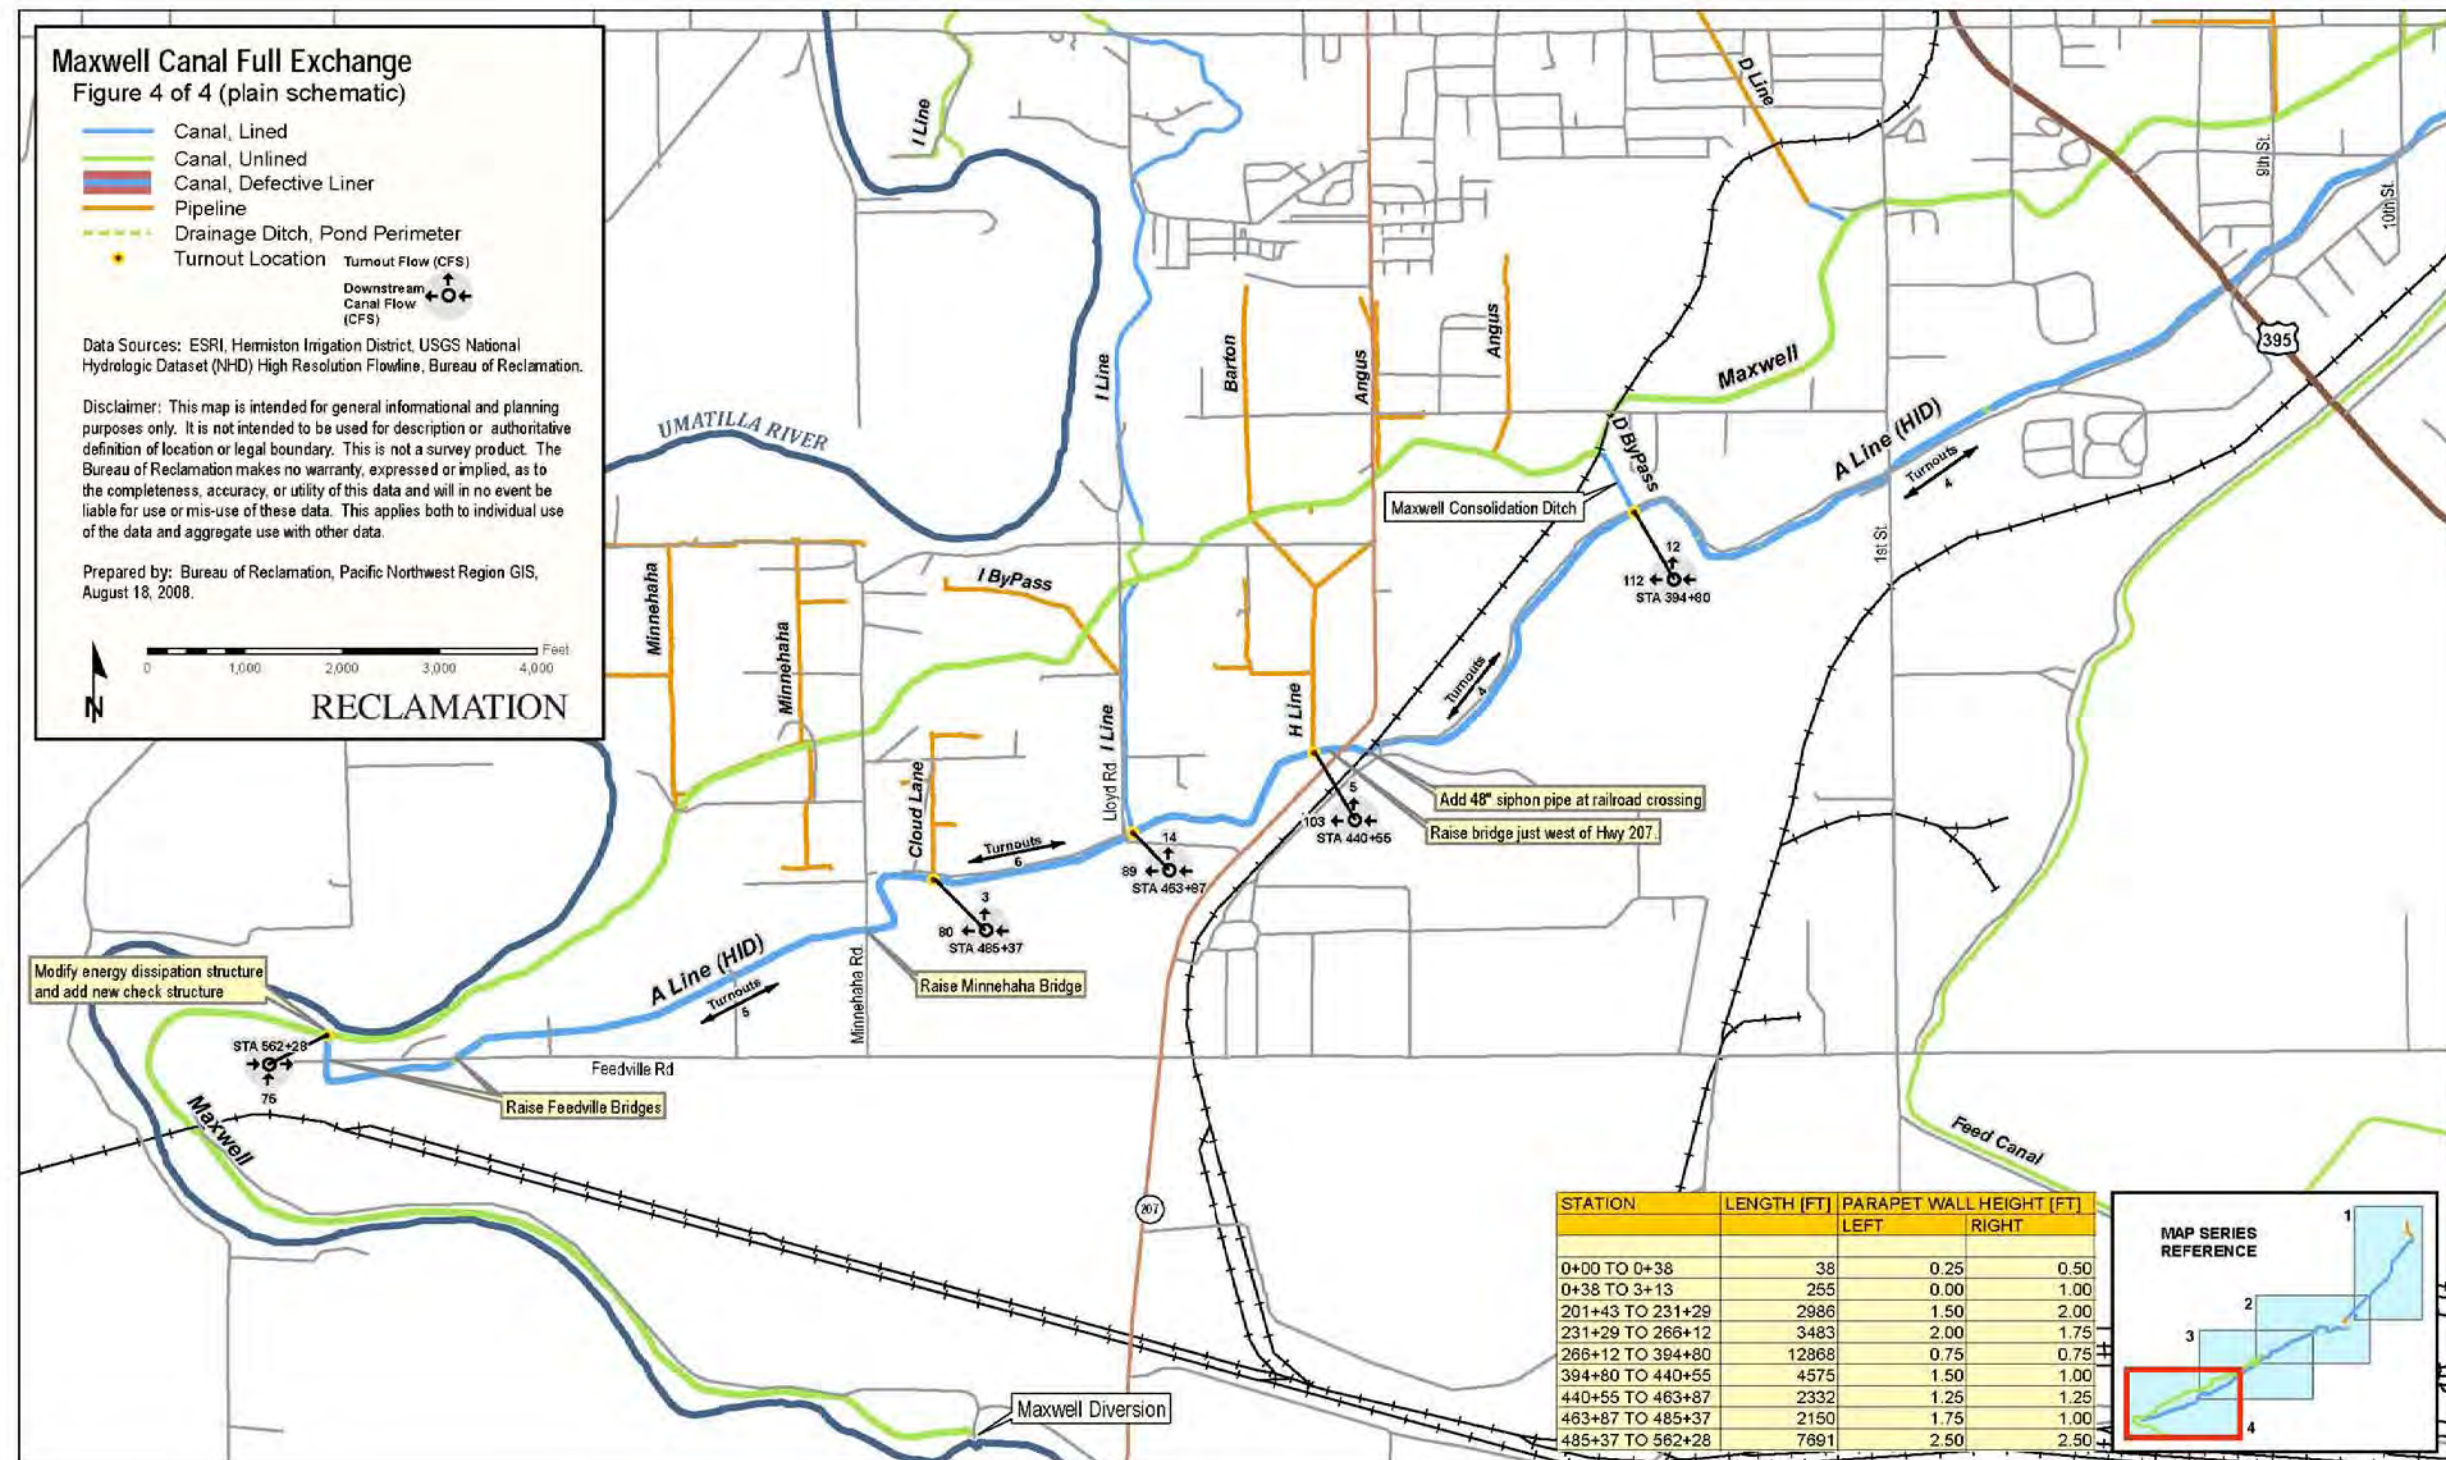 Maxwell Canal Full Exchange
Figure 4 of 4 (plain schematic)
Canal, Lined
Canal, Unlined
Canal, Defective Liner
Pipeline
Drainage Ditch, Pond Perimeter
Turnout Location
Turnout Flow (CFS)
Downstream
Canal Flow
(CFS)
Data Sources: ESRI, Hermiston Irrigation District, USGS National
Hydrologic Dataset (NHD) High Resolution Flowline, Bureau of Reclamation.
Disclaimer: This map is intended for general informational and planning
purposes only. It is not intended to be used for description or authoritative
definition of location or legal boundary. This is not a survey product. The
Bureau of Reclamation makes no warranty, expressed or implied, as to
the completeness, accuracy, or utility of this data and will in no event be
liable for use or mis-use of these data. This applies both to individual use
of the data and aggregate use with other data.
Prepared by: Bureau of Reclamation, Pacific Northwest Region GIS,
August 18, 2008.
Feet
0 1,000 2,000 3,000 4,000
N
RECLAMATION
I Line
D Line
9th St.
10th St.
395
UMATILLA RIVER
I Line
Barton
Angus
Angus
Maxwell
A Line (HID)
Turnouts
4
D ByPass
Maxwell Consolidation Ditch
1st St
12
112
STA 394+80
Minnehaha
Minnehaha
I ByPass
Turnouts
4
H Line
Lloyd Rd
I Line
Cloud Lane
Add 48" siphon pipe at railroad crossing
Raise bridge just west of Hwy 207.
5
103
STA 440+55
Turnouts
6
14
89
STA 463+87
3
80
STA 485+37
A Line (HID)
Turnouts
5
Minnehaha Rd
Raise Minnehaha Bridge
Modify energy dissipation structure
and add new check structure
STA 562+28
75
Feedville Rd
Raise Feedville Bridges
Maxwell
Feed Canal
207
Maxwell Diversion
STATION LENGTH [FT] PARAPET WALL HEIGHT [FT]
LEFT RIGHT
0+00 TO 0+38 38 0.25 0.50
0+38 TO 3+13 255 0.00 1.00
201+43 TO 231+29 2986 1.50 2.00
231+29 TO 266+12 3483 2.00 1.75
266+12 TO 394+80 12868 0.75 0.75
394+80 TO 440+55 4575 1.50 1.00
440+55 TO 463+87 2332 1.25 1.25
463+87 TO 485+37 2150 1.75 1.00
485+37 TO 562+28 7691 2.50 2.50
MAP SERIES
REFERENCE
1
2
3
4